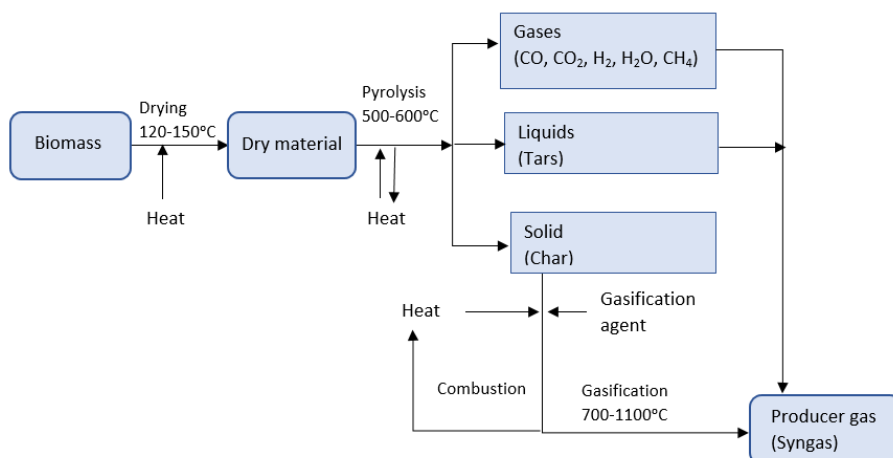 Gases
(CO, CO₂, H₂, H₂O, CH₄)
Drying
120-150°C
Pyrolysis
500-600°C
Biomass
Dry material
Liquids
(Tars)
Heat
Heat
Solid
(Char)
Heat
Gasification
agent
Combustion
Gasification
700-1100°C
Producer gas
(Syngas)